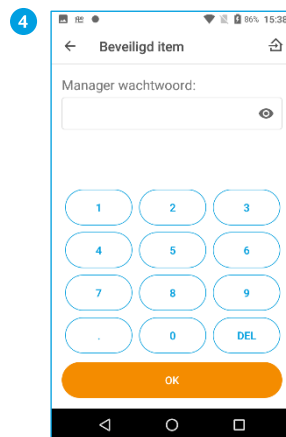 4
86% 15:38
Beveiligd item
Manager wachtwoord:
1 2 3
4 5 6
7 8 9
. 0 DEL
OK